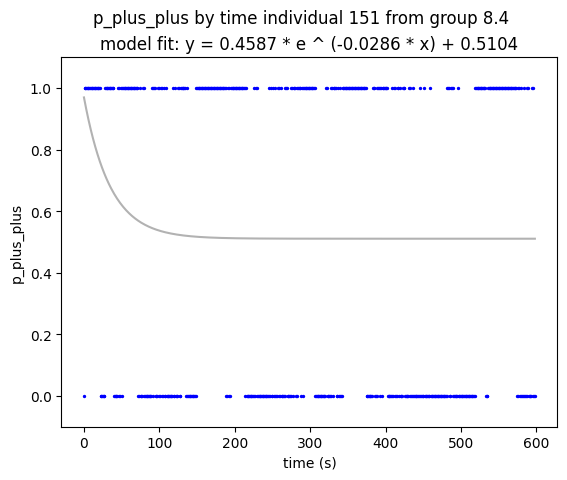 p_plus_plus by time individual 151 from group 8.4
model fit: y = 0.4587 * e ^ (-0.0286 * x) + 0.5104
1.0
0.8
0.6
0.4
0.2
0.0
p_plus_plus
0 100 200 300 400 500 600
time (s)